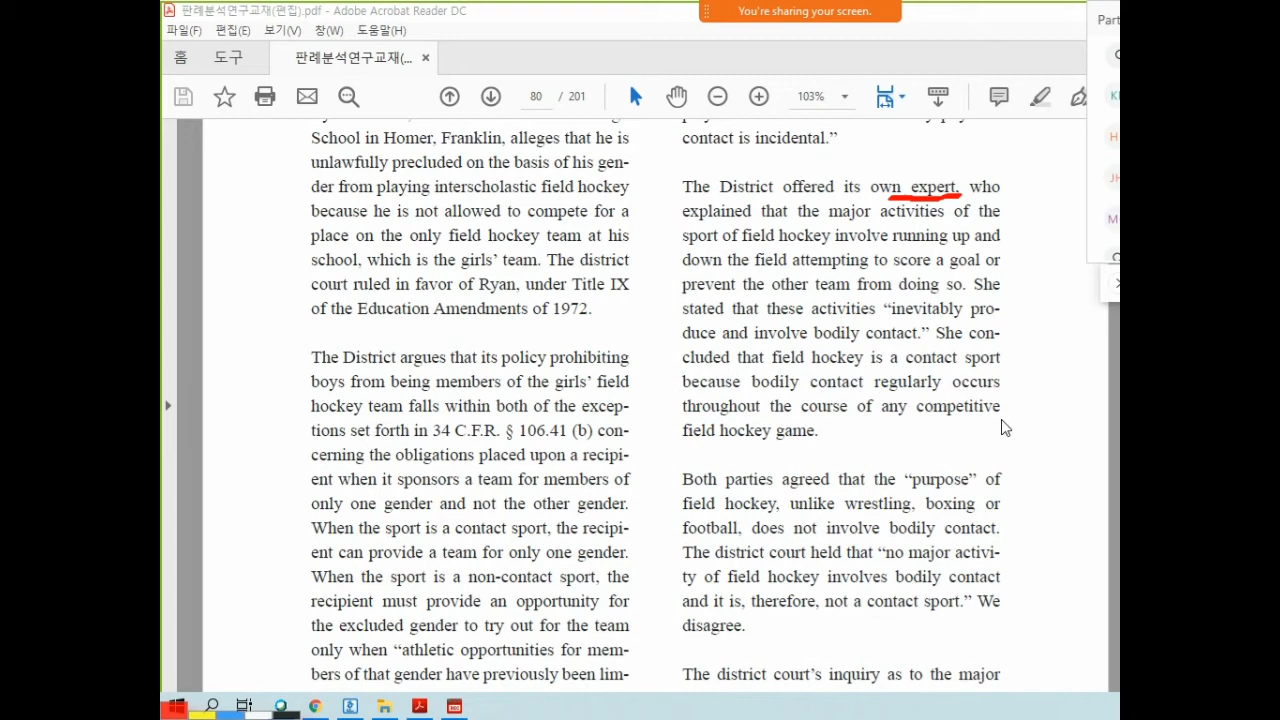 판례분석연구교재(편집).pdf - Adobe Acrobat Reader DC
You're sharing your screen.
파일(F) 편집(E) 보기(V) 창(W) 도움말(H)
홈 도구 판례분석연구교재(... ×
80 / 201 103%
School in Homer, Franklin, alleges that he is
unlawfully precluded on the basis of his gen-
der from playing interscholastic field hockey
because he is not allowed to compete for a
place on the only field hockey team at his
school, which is the girls' team. The district
court ruled in favor of Ryan, under Title IX
of the Education Amendments of 1972.
The District argues that its policy prohibiting
boys from being members of the girls' field
hockey team falls within both of the excep-
tions set forth in 34 C.F.R. § 106.41 (b) con-
cerning the obligations placed upon a recipi-
ent when it sponsors a team for members of
only one gender and not the other gender.
When the sport is a contact sport, the recipi-
ent can provide a team for only one gender.
When the sport is a non-contact sport, the
recipient must provide an opportunity for
the excluded gender to try out for the team
only when “athletic opportunities for mem-
bers of that gender have previously been lim-
contact is incidental.”
The District offered its own expert, who
explained that the major activities of the
sport of field hockey involve running up and
down the field attempting to score a goal or
prevent the other team from doing so. She
stated that these activities “inevitably pro-
duce and involve bodily contact.” She con-
cluded that field hockey is a contact sport
because bodily contact regularly occurs
throughout the course of any competitive
field hockey game.
Both parties agreed that the “purpose” of
field hockey, unlike wrestling, boxing or
football, does not involve bodily contact.
The district court held that “no major activi-
ty of field hockey involves bodily contact
and it is, therefore, not a contact sport.” We
disagree.
The district court's inquiry as to the major
Part
H
JH
M